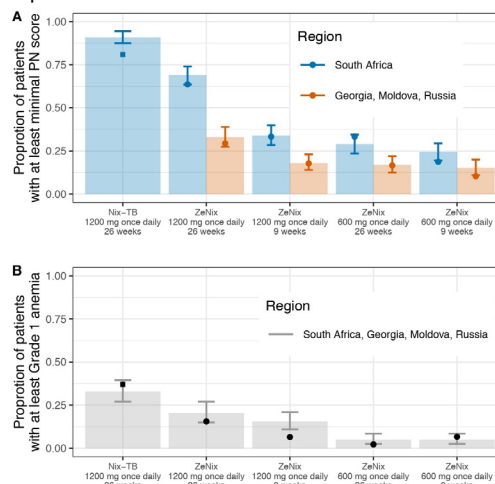 A
Proprotion of patients
with at least minimal PN score
1.00
0.75
0.50
0.25
0.00
Region
South Africa
Georgia, Moldova, Russia
Nix−TB
1200 mg once daily
26 weeks
ZeNix
1200 mg once daily
26 weeks
ZeNix
1200 mg once daily
9 weeks
ZeNix
600 mg once daily
26 weeks
ZeNix
600 mg once daily
9 weeks
B
Proprotion of patients
with at least Grade 1 anemia
1.00
0.75
0.50
0.25
0.00
Region
South Africa, Georgia, Moldova, Russia
Nix−TB
1200 mg once daily
ZeNix
1200 mg once daily
ZeNix
1200 mg once daily
ZeNix
600 mg once daily
ZeNix
600 mg once daily